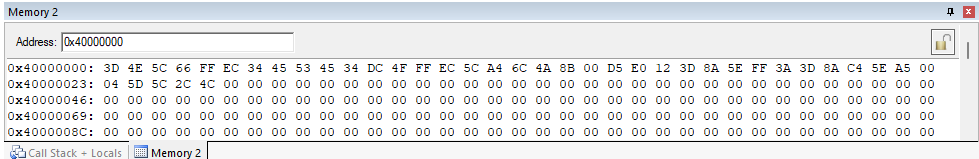 Memory 2
Address: 0x40000000
0x40000000: 3D 4E 5C 66 FF EC 34 45 53 45 34 DC 4F FF EC 5C A4 6C 4A 8B 00 D5 E0 12 3D 8A 5E FF 3A 3D 8A C4 5E A5 00
0x40000023: 04 5D 5C 2C 4C 00 00 00 00 00 00 00 00 00 00 00 00 00 00 00 00 00 00 00 00 00 00 00 00 00 00 00 00 00 00
0x40000046: 00 00 00 00 00 00 00 00 00 00 00 00 00 00 00 00 00 00 00 00 00 00 00 00 00 00 00 00 00 00 00 00 00 00 00
0x40000069: 00 00 00 00 00 00 00 00 00 00 00 00 00 00 00 00 00 00 00 00 00 00 00 00 00 00 00 00 00 00 00 00 00 00 00
0x4000008C: 00 00 00 00 00 00 00 00 00 00 00 00 00 00 00 00 00 00 00 00 00 00 00 00 00 00 00 00 00 00 00 00 00 00 00
Call Stack + Locals Memory 2